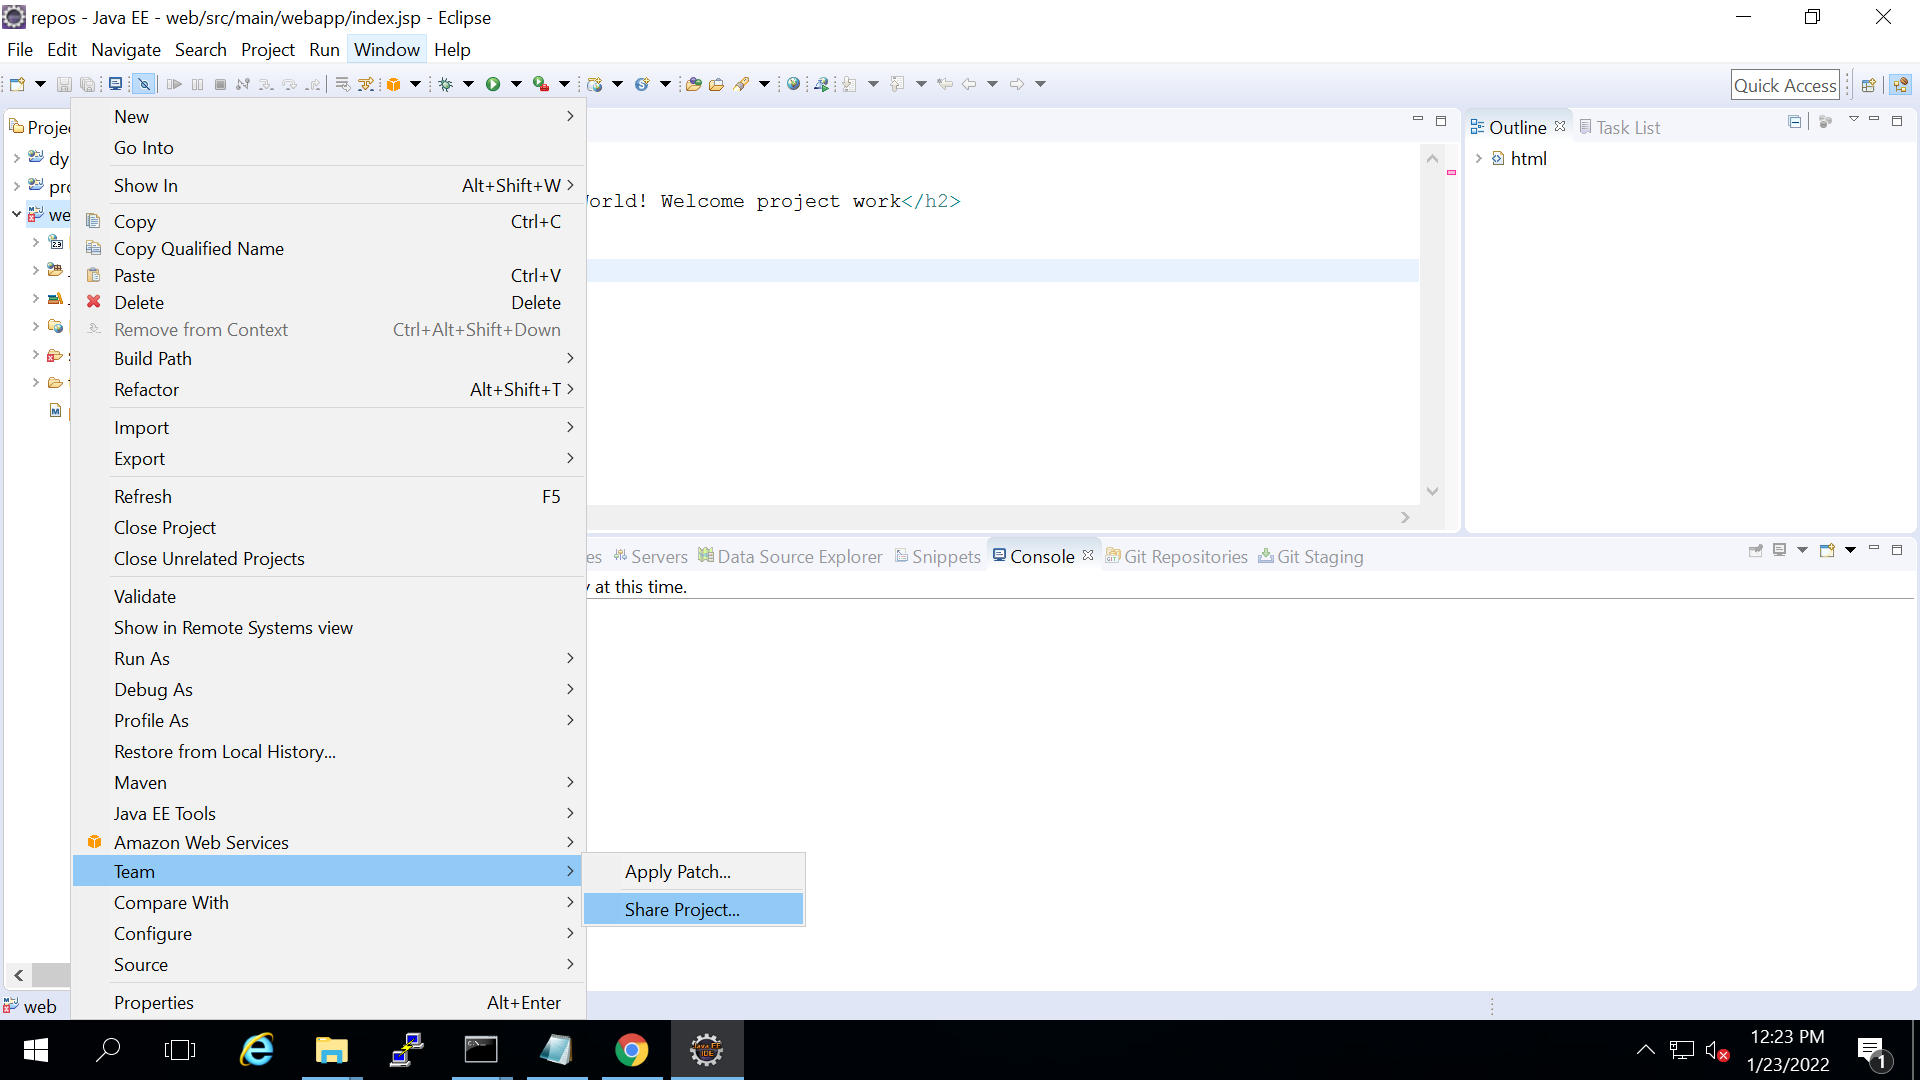 repos - Java EE - web/src/main/webapp/index.jsp - Eclipse
File Edit Navigate Search Project Run Window Help
Quick Access
Proje
dy
pro
we
New
Go Into
Show In Alt+Shift+W
Copy Ctrl+C
Copy Qualified Name
Paste Ctrl+V
Delete Delete
Remove from Context Ctrl+Alt+Shift+Down
Build Path
Refactor Alt+Shift+T
Import
Export
Refresh F5
Close Project
Close Unrelated Projects
Validate
Show in Remote Systems view
Run As
Debug As
Profile As
Restore from Local History...
Maven
Java EE Tools
Amazon Web Services
Team
Compare With
Configure
Source
Properties Alt+Enter
Apply Patch...
Share Project...
orld! Welcome project work</h2>
Outline Task List
html
es Servers Data Source Explorer Snippets Console Git Repositories Git Staging
y at this time.
web
12:23 PM
1/23/2022
1